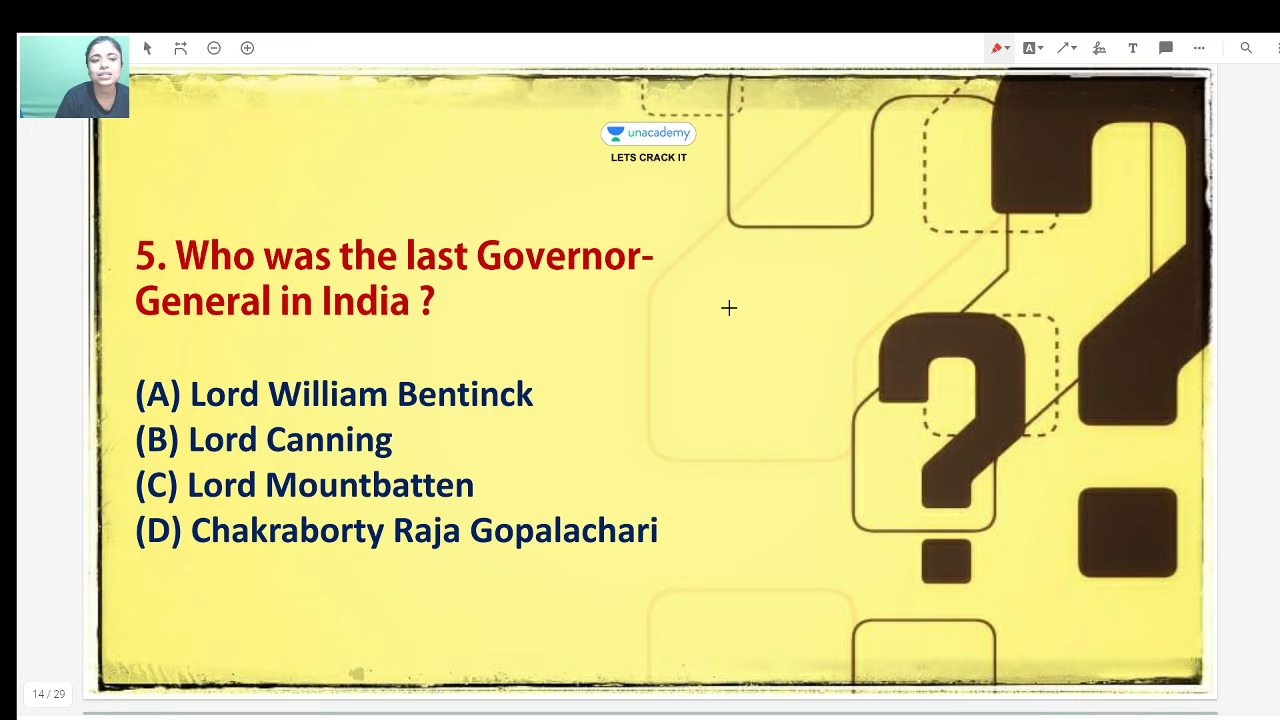 unacademy
LETS CRACK IT
5. Who was the last Governor-
General in India ?
(A) Lord William Bentinck
(B) Lord Canning
(C) Lord Mountbatten
(D) Chakraborty Raja Gopalachari
14 / 29